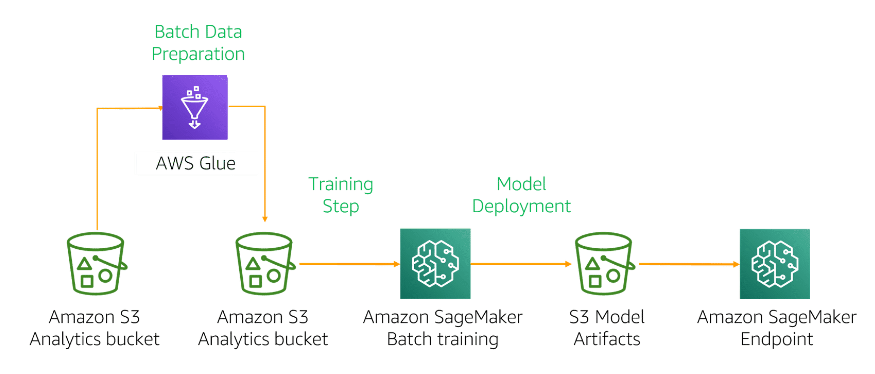 Batch Data
Preparation
AWS Glue
Training
Step
Model
Deployment
Amazon S3
Analytics bucket
Amazon S3
Analytics bucket
Amazon SageMaker
Batch training
S3 Model
Artifacts
Amazon SageMaker
Endpoint